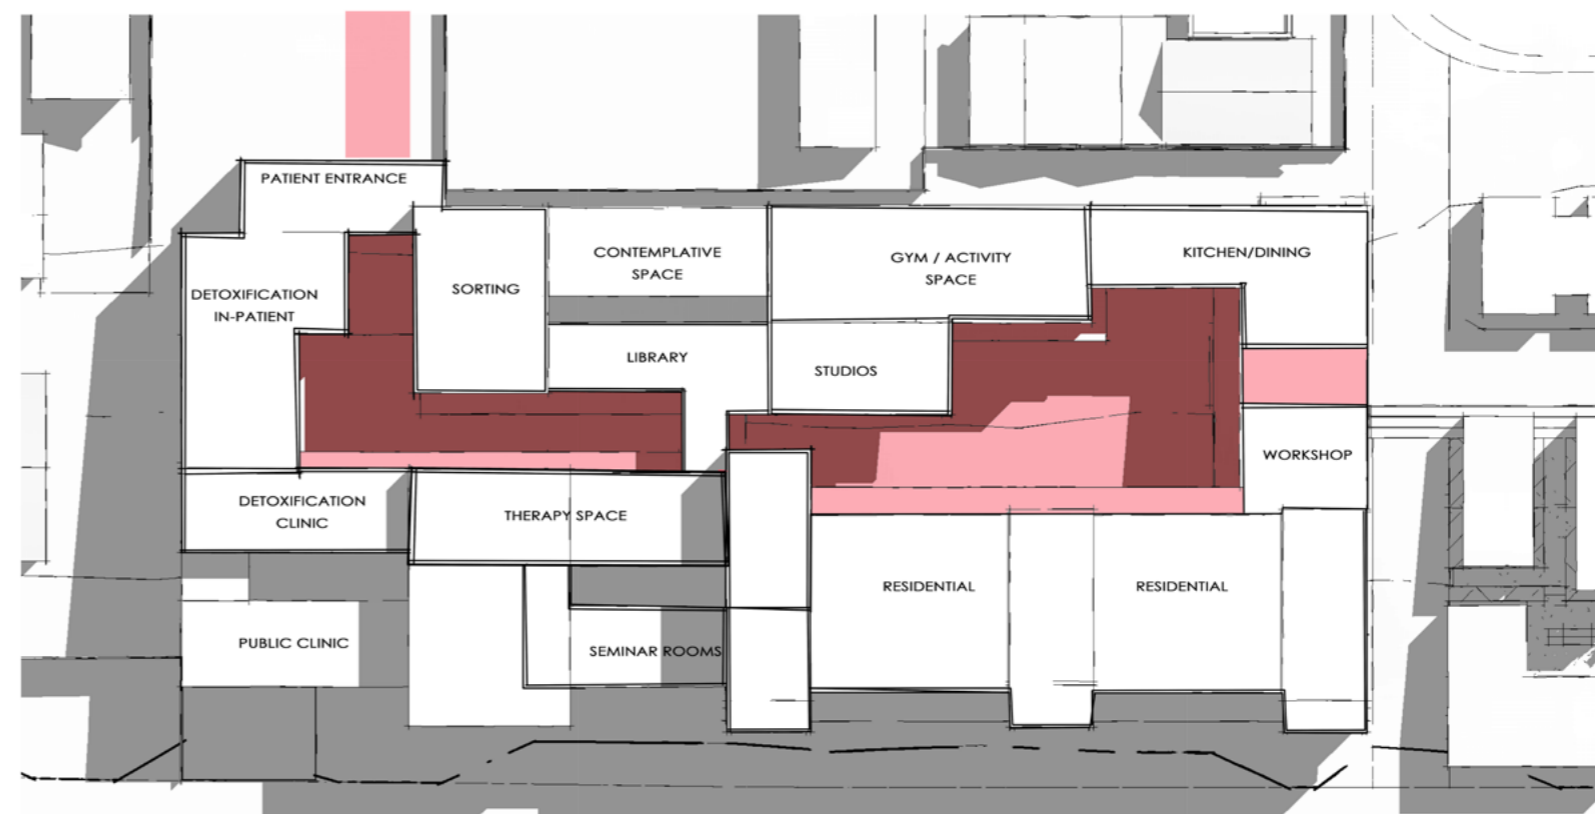 PATIENT ENTRANCE
CONTEMPLATIVE
SPACE
GYM / ACTIVITY
SPACE
KITCHEN/DINING
DETOXIFICATION
IN-PATIENT
SORTING
LIBRARY
STUDIOS
WORKSHOP
DETOXIFICATION
CLINIC
THERAPY SPACE
RESIDENTIAL
RESIDENTIAL
PUBLIC CLINIC
SEMINAR ROOMS